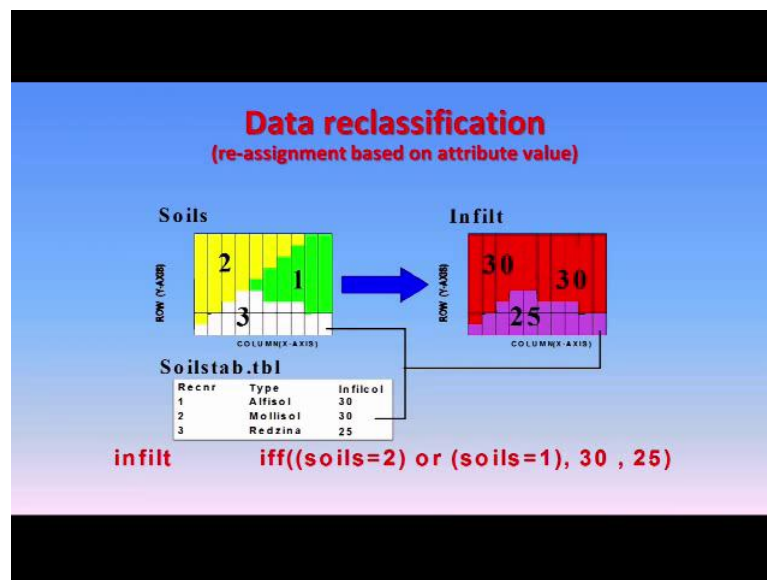 Data reclassification
(re-assignment based on attribute value)
Soils
Infilt
ROW (Y-AXIS)
2
1
3
COLUMN(X-AXIS)
ROW (Y-AXIS)
30
30
25
COLUMN(X-AXIS)
Soilstab.tbl
Recnr Type Infilcol
1 Alfisol 30
2 Mollisol 30
3 Redzina 25
infilt iff((soils=2) or (soils=1), 30 , 25)